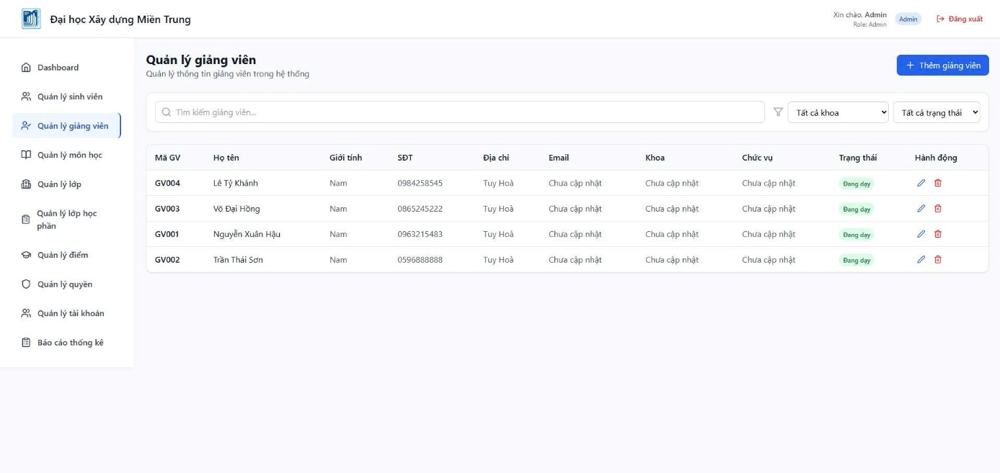 Đại học Xây dựng Miền Trung
Xin chào, Admin
Role: Admin
Admin
Đăng xuất
Dashboard
Quản lý sinh viên
Quản lý giảng viên
Quản lý môn học
Quản lý lớp
Quản lý lớp học
phần
Quản lý điểm
Quản lý quyền
Quản lý tài khoản
Báo cáo thống kê
Quản lý giảng viên
Quản lý thông tin giảng viên trong hệ thống
Thêm giảng viên
Tìm kiếm giảng viên...
Tất cả khoa
Tất cả trạng thái
Mã GV Họ tên Giới tính SĐT Địa chỉ Email Khoa Chức vụ Trạng thái Hành động
GV004 Lê Tỷ Khánh Nam 0984258545 Tuy Hoà Chưa cập nhật Chưa cập nhật Chưa cập nhật Đang dạy
GV003 Võ Đại Hồng Nam 0865245222 Tuy Hoà Chưa cập nhật Chưa cập nhật Chưa cập nhật Đang dạy
GV001 Nguyễn Xuân Hậu Nam 0963215483 Tuy Hoà Chưa cập nhật Chưa cập nhật Chưa cập nhật Đang dạy
GV002 Trần Thái Sơn Nam 0596888888 Tuy Hoà Chưa cập nhật Chưa cập nhật Chưa cập nhật Đang dạy